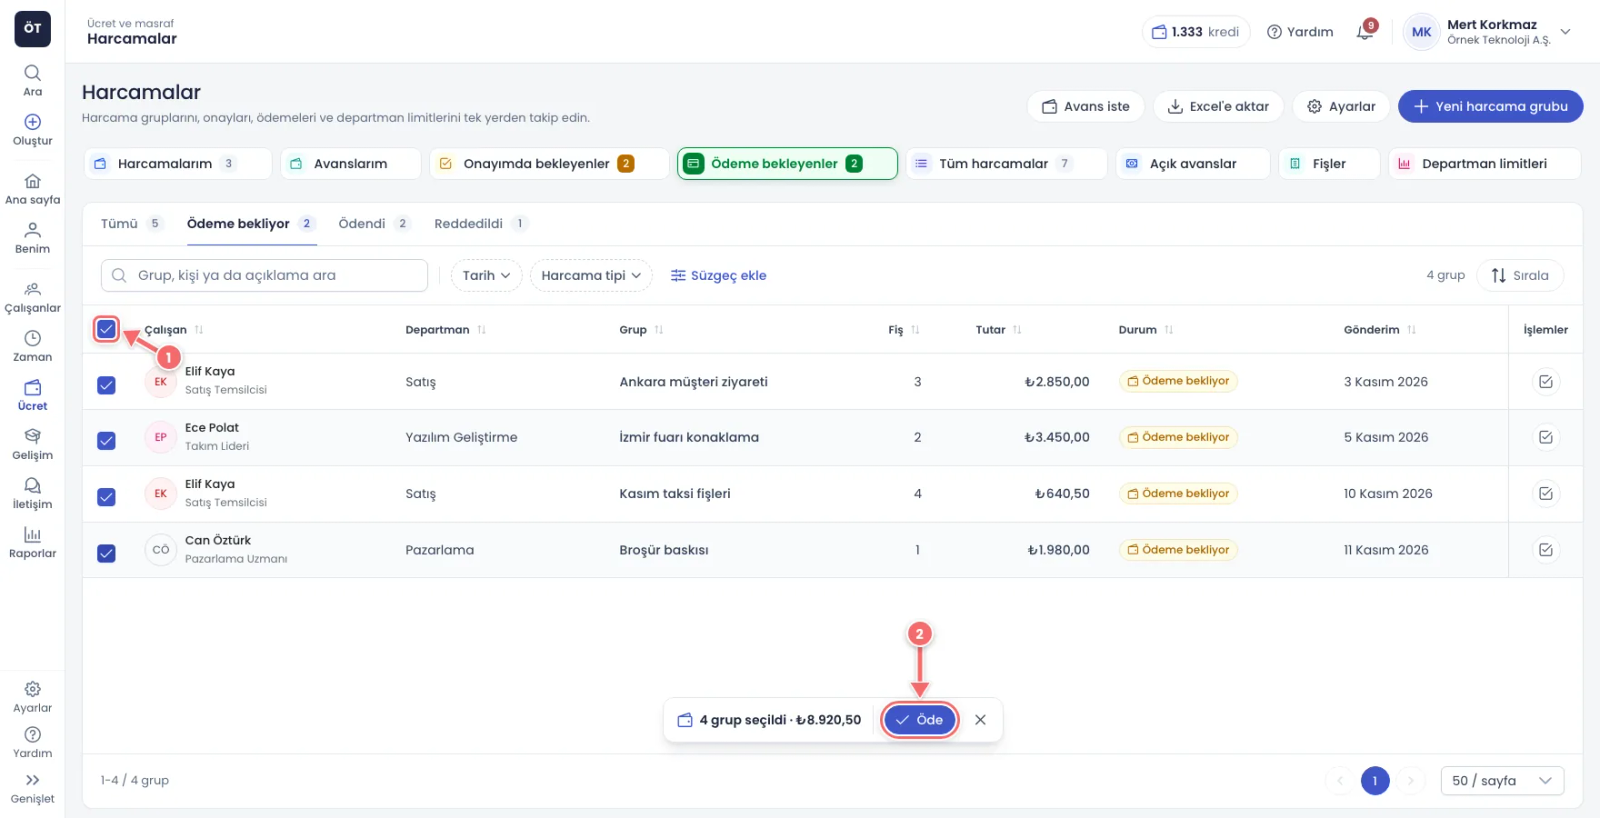 ÖT
Ara
Oluştur
Ana sayfa
Benim
Çalışanlar
Zaman
Ücret
Gelişim
İletişim
Raporlar
Ayarlar
Yardım
Genişlet
Ücret ve masraf
Harcamalar
1.333 kredi
Yardım
9
MK
Mert Korkmaz
Örnek Teknoloji A.Ş.
Harcamalar
Harcama gruplarını, onayları, ödemeleri ve departman limitlerini tek yerden takip edin.
Avans iste
Excel'e aktar
Ayarlar
Yeni harcama grubu
Harcamalarım 3
Avanslarım
Onayımda bekleyenler 2
Ödeme bekleyenler 2
Tüm harcamalar 7
Açık avanslar
Fişler
Departman limitleri
Tümü 5
Ödeme bekliyor 2
Ödendi 2
Reddedildi 1
Grup, kişi ya da açıklama ara
Tarih
Harcama tipi
Süzgeç ekle
4 grup
Sırala
Çalışan Departman Grup Fiş Tutar Durum Gönderim İşlemler
1
EK Elif Kaya
Satış Temsilcisi
Satış Ankara müşteri ziyareti 3 ₺2.850,00 Ödeme bekliyor 3 Kasım 2026
EP Ece Polat
Takım Lideri
Yazılım Geliştirme İzmir fuarı konaklama 2 ₺3.450,00 Ödeme bekliyor 5 Kasım 2026
EK Elif Kaya
Satış Temsilcisi
Satış Kasım taksi fişleri 4 ₺640,50 Ödeme bekliyor 10 Kasım 2026
CÖ Can Öztürk
Pazarlama Uzmanı
Pazarlama Broşür baskısı 1 ₺1.980,00 Ödeme bekliyor 11 Kasım 2026
2
4 grup seçildi · ₺8.920,50
Öde
1-4 / 4 grup
1
50 / sayfa